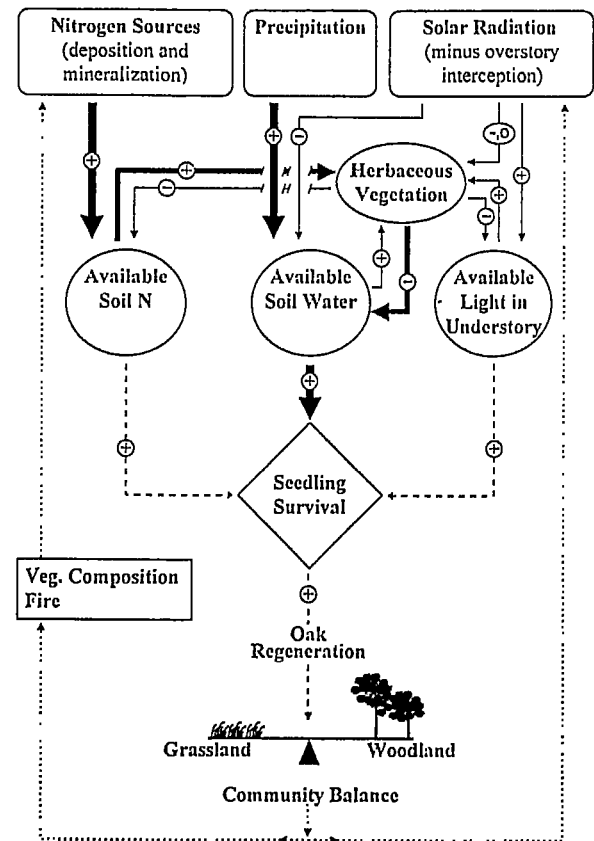 Nitrogen Sources
(deposition and
mineralization)
Precipitation
Solar Radiation
(minus overstory
interception)
-,0
+
+
-
+
-
+
Herbaceous
Vegetation
+
-
+
-
Available
Soil N
Available
Soil Water
Available
Light in
Understory
+
+
+
Seedling
Survival
Veg. Composition
Fire
+
Oak
Regeneration
Grassland
Woodland
Community Balance